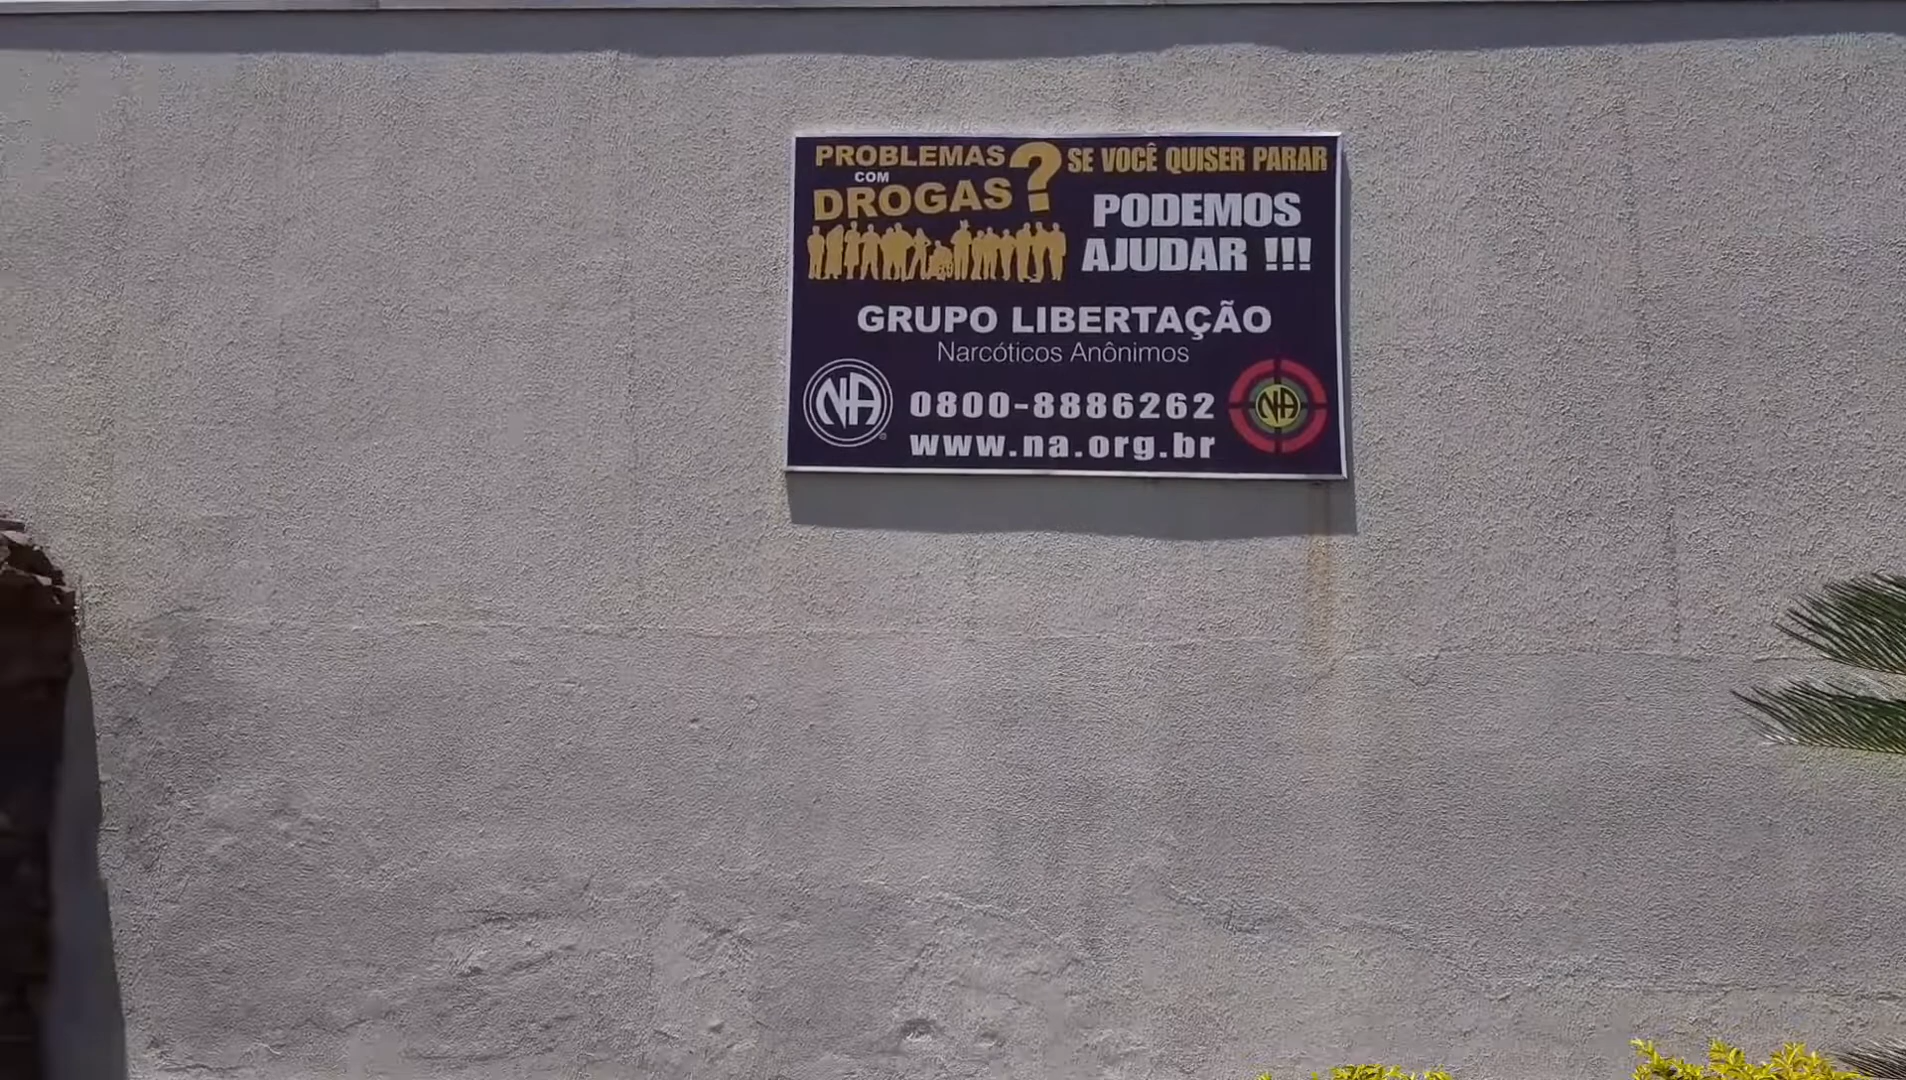 PROBLEMAS
COM
DROGAS ?
SE VOCÊ QUISER PARAR
PODEMOS
AJUDAR !!!
GRUPO LIBERTAÇÃO
Narcóticos Anônimos
NA ®
0800-8886262
www.na.org.br
NA